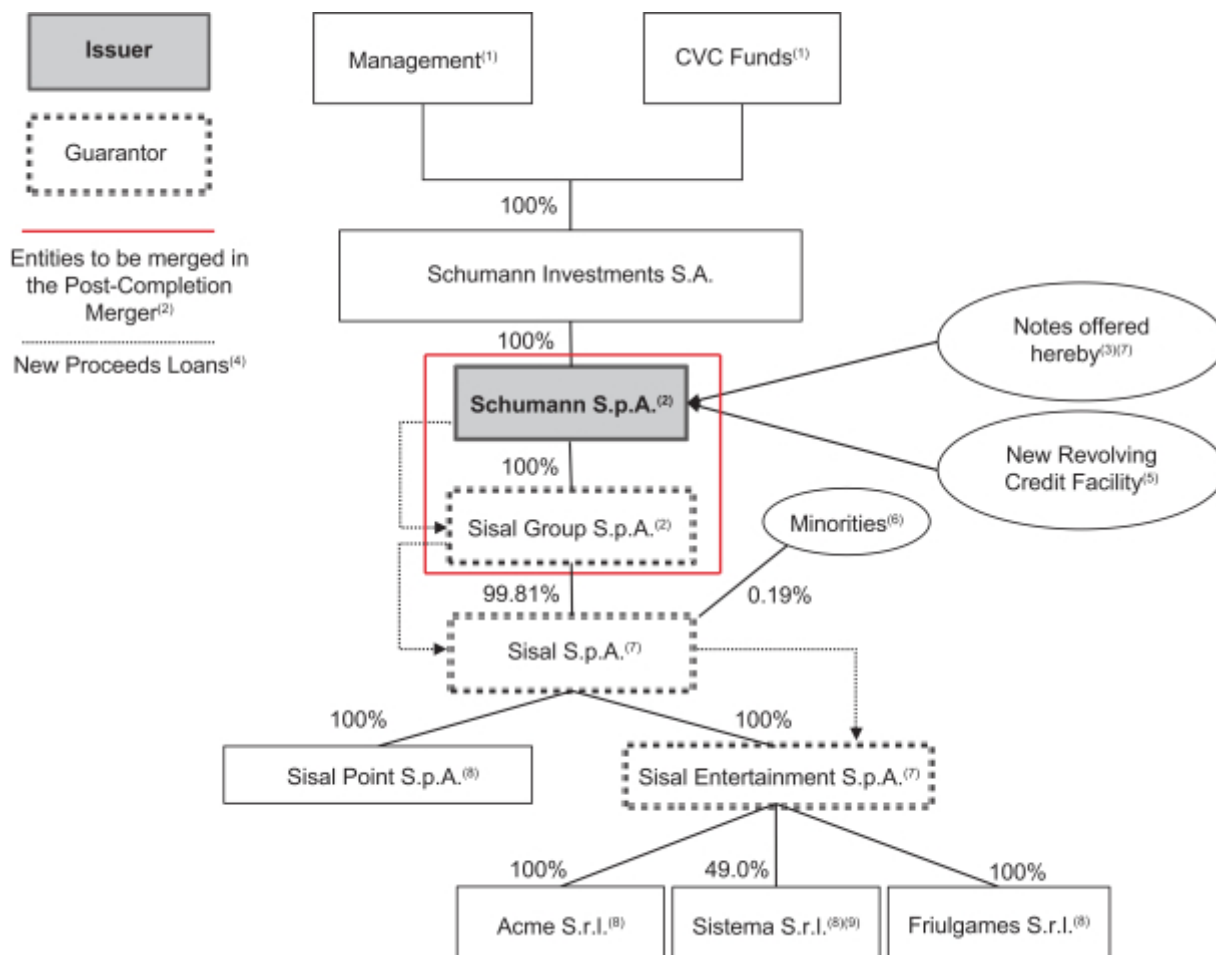 Issuer
Guarantor
Entities to be merged in
the Post-Completion
Merger(2)
New Proceeds Loans(4)
Management(1)
CVC Funds(1)
100%
Schumann Investments S.A.
100%
Schumann S.p.A.(2)
Notes offered
hereby(3)(7)
New Revolving
Credit Facility(5)
100%
Sisal Group S.p.A.(2)
Minorities(6)
99.81%
0.19%
Sisal S.p.A.(7)
100%
100%
Sisal Point S.p.A.(8)
Sisal Entertainment S.p.A.(7)
100%
49.0%
100%
Acme S.r.l.(8)
Sistema S.r.l.(8)(9)
Friulgames S.r.l.(8)